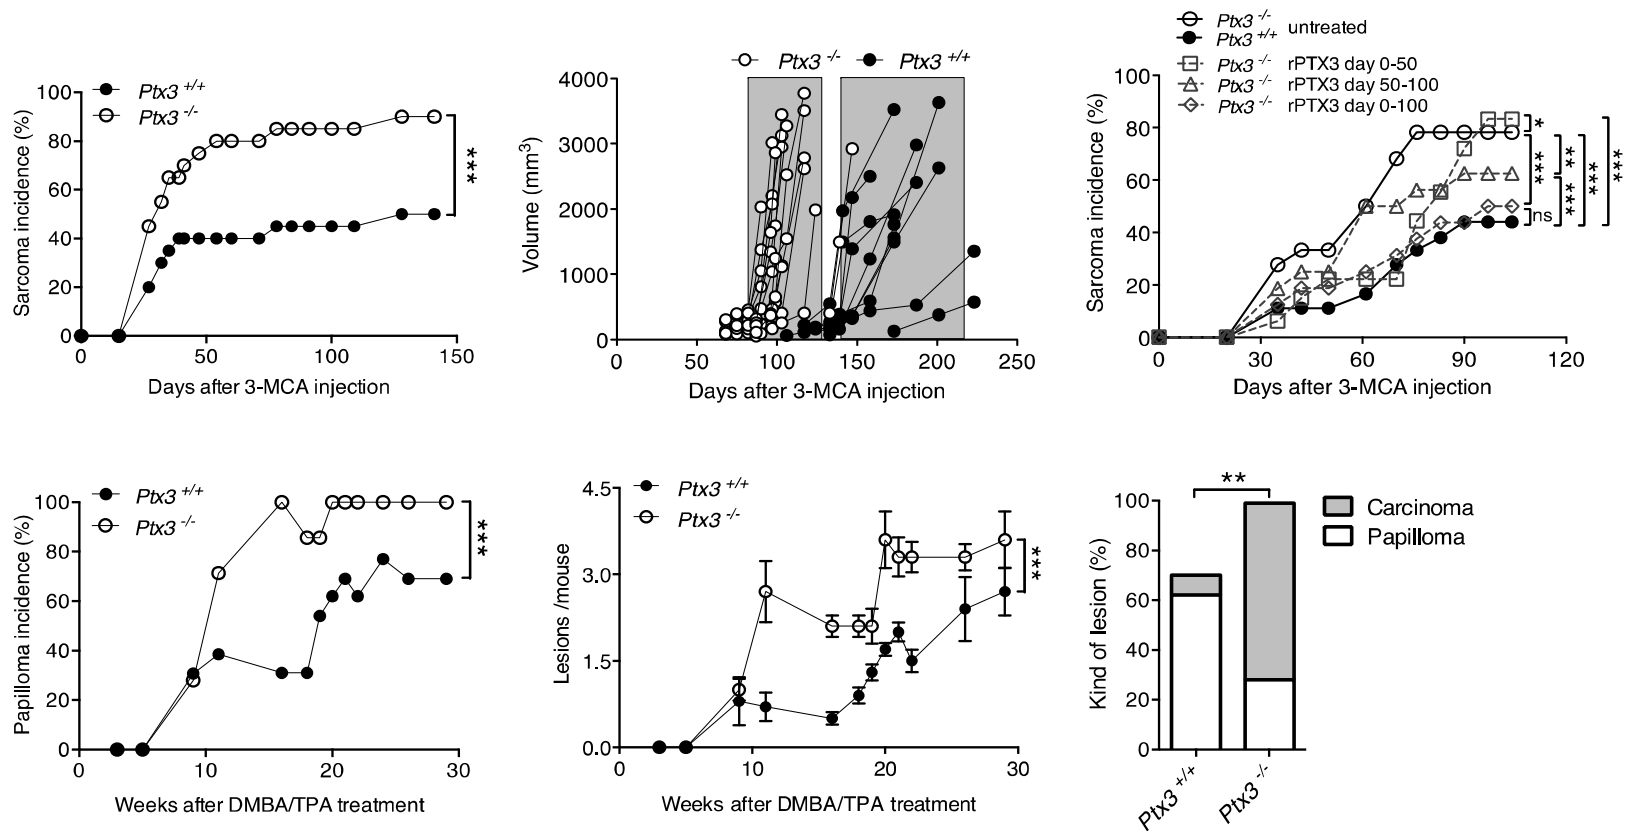 Ptx3 +/+
Ptx3 -/-
Sarcoma incidence (%)
100
80
60
40
20
0
0 50 100 150
Days after 3-MCA injection
***
Ptx3 -/- Ptx3 +/+
Volume (mm3)
4000
3000
2000
1000
0
0 50 100 150 200 250
Days after 3-MCA injection
Ptx3 -/- untreated
Ptx3 +/+
Ptx3 -/- rPTX3 day 0-50
Ptx3 -/- rPTX3 day 50-100
Ptx3 -/- rPTX3 day 0-100
Sarcoma incidence (%)
100
80
60
40
20
0
0 30 60 90 120
Days after 3-MCA injection
*
***
ns
**
***
***
***
Ptx3 +/+
Ptx3 -/-
Papilloma incidence (%)
100
80
60
40
20
0
0 10 20 30
Weeks after DMBA/TPA treatment
***
Ptx3 +/+
Ptx3 -/-
Lesions /mouse
4.5
3.0
1.5
0.0
0 10 20 30
Weeks after DMBA/TPA treatment
***
**
Carcinoma
Papilloma
Kind of lesion (%)
100
80
60
40
20
0
Ptx3 +/+
Ptx3 -/-